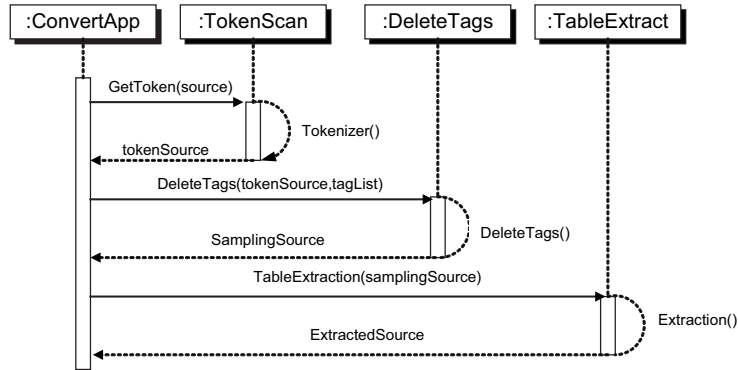 :ConvertApp :TokenScan :DeleteTags :TableExtract
GetToken(source)
Tokenizer()
tokenSource
DeleteTags(tokenSource,tagList)
DeleteTags()
SamplingSource
TableExtraction(samplingSource)
Extraction()
ExtractedSource